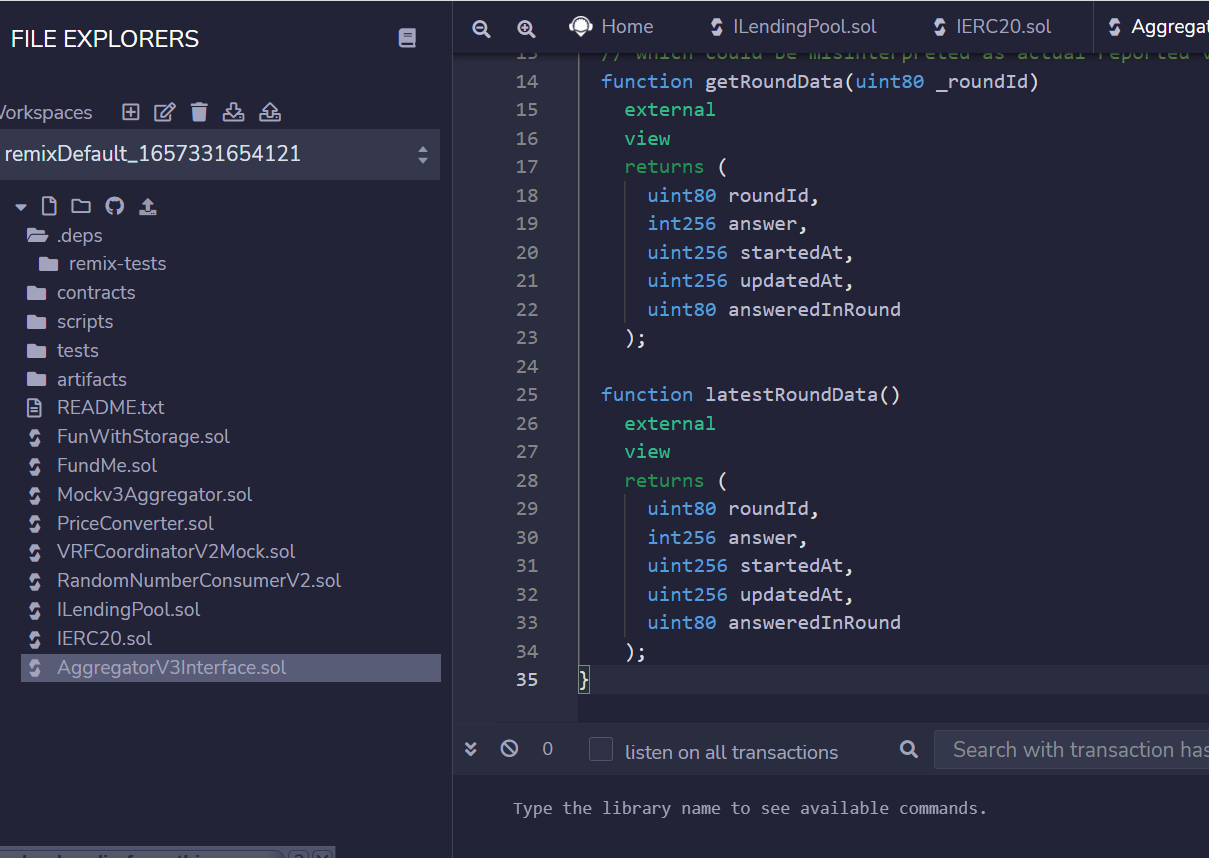 FILE EXPLORERS
Workspaces
remixDefault_1657331654121
.deps
remix-tests
contracts
scripts
tests
artifacts
README.txt
FunWithStorage.sol
FundMe.sol
Mockv3Aggregator.sol
PriceConverter.sol
VRFCoordinatorV2Mock.sol
RandomNumberConsumerV2.sol
ILendingPool.sol
IERC20.sol
AggregatorV3Interface.sol
Home ILendingPool.sol IERC20.sol Aggregat
13 // which could be misinterpreted as actual reported v
14 function getRoundData(uint80 _roundId)
15 external
16 view
17 returns (
18 uint80 roundId,
19 int256 answer,
20 uint256 startedAt,
21 uint256 updatedAt,
22 uint80 answeredInRound
23 );
24
25 function latestRoundData()
26 external
27 view
28 returns (
29 uint80 roundId,
30 int256 answer,
31 uint256 startedAt,
32 uint256 updatedAt,
33 uint80 answeredInRound
34 );
35 }
0 listen on all transactions Search with transaction has
Type the library name to see available commands.